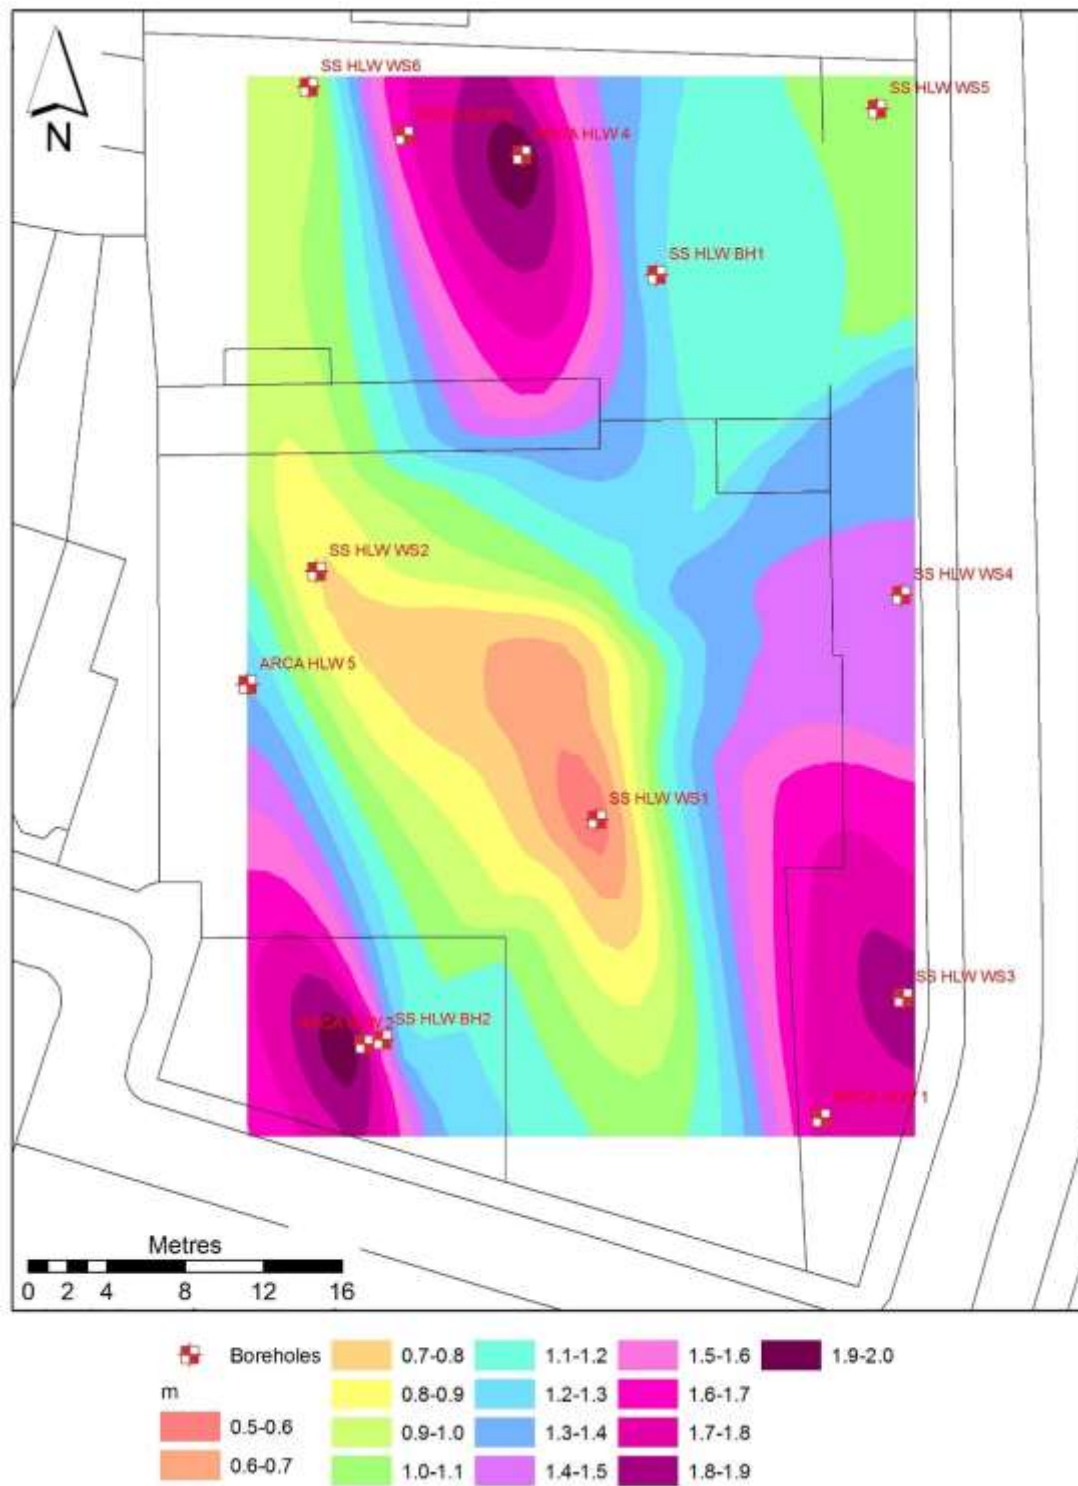 SS HLW WS6
SS HLW WS5
HLW 4
N
SS HLW BH1
SS HLW WS2
SS HLW WS4
ARCA HLW 5
SS HLW WS1
SS HLW WS3
SS HLW BH2
1
Metres
0 2 4 8 12 16
Boreholes 0.7-0.8 1.1-1.2 1.5-1.6 1.9-2.0
m 0.8-0.9 1.2-1.3 1.6-1.7
0.5-0.6 0.9-1.0 1.3-1.4 1.7-1.8
0.6-0.7 1.0-1.1 1.4-1.5 1.8-1.9